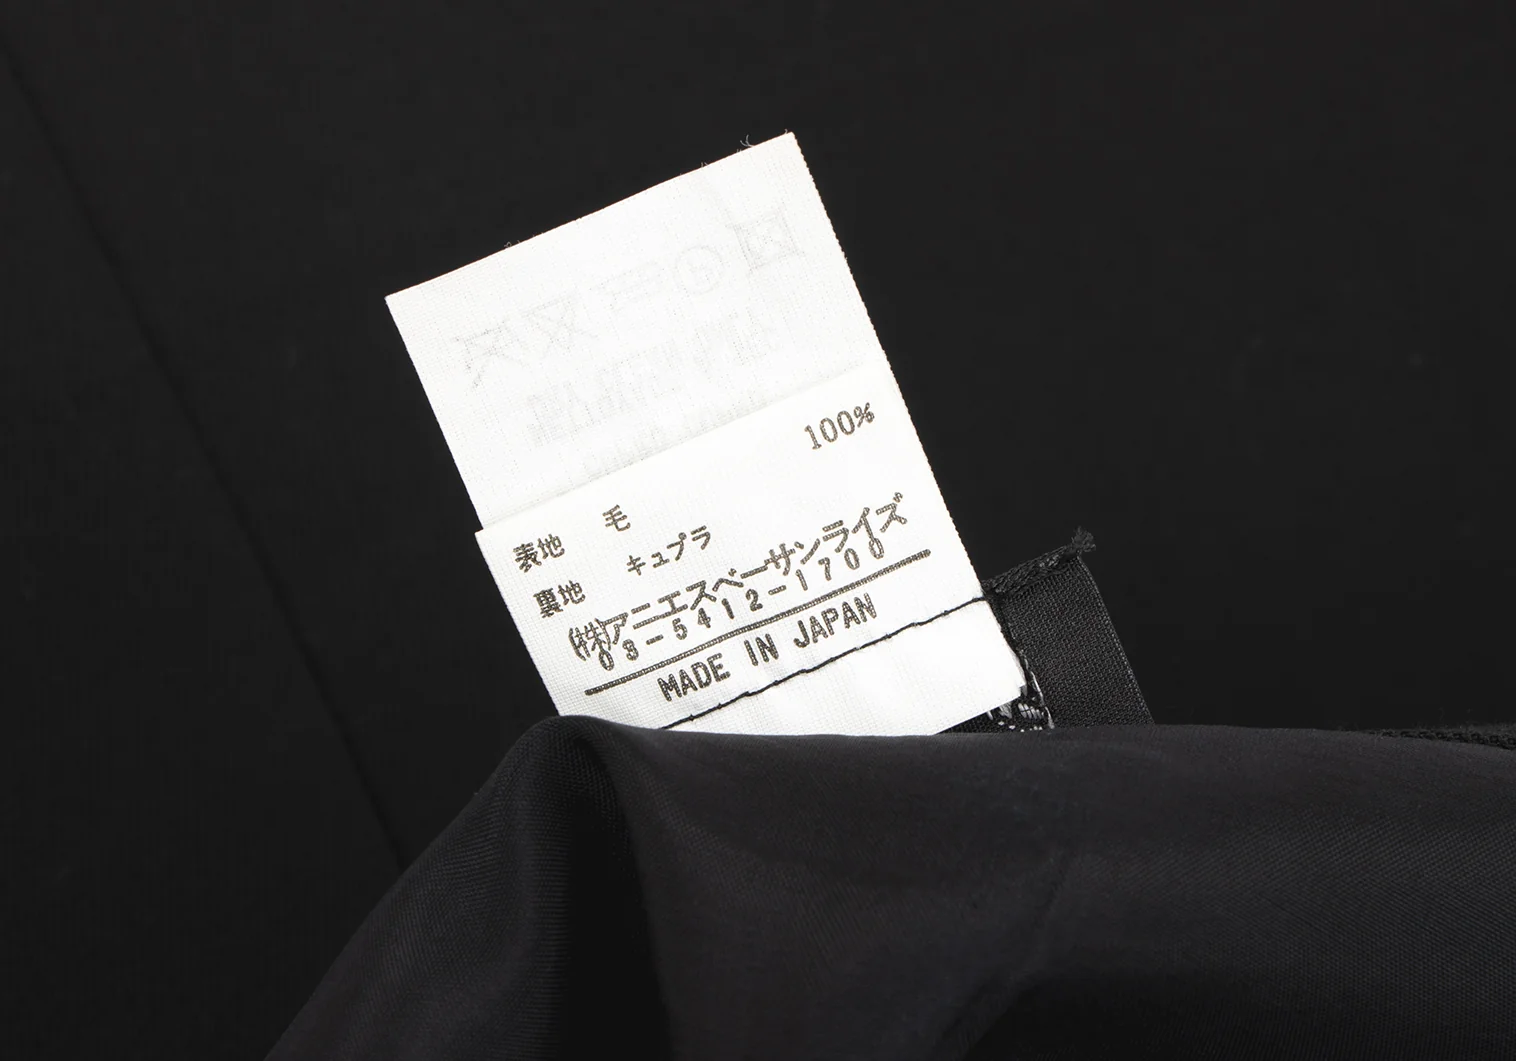 表地 毛 100%
裏地 キュプラ
(株)アニエスベーサンライズ
03-5412-1700
MADE IN JAPAN